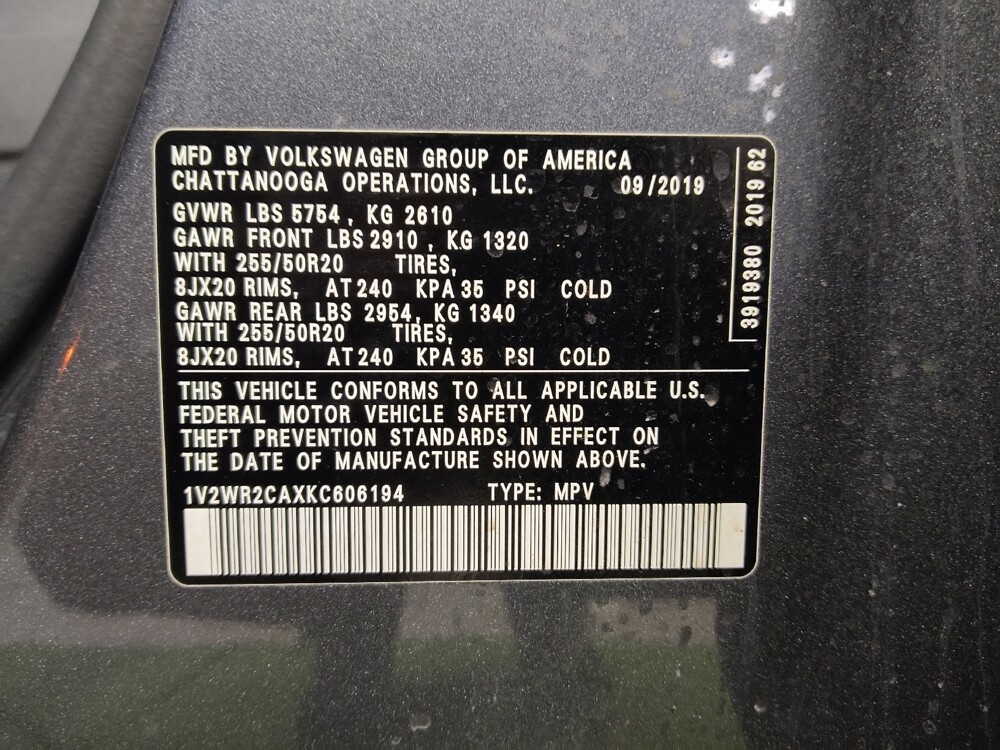 MFD BY VOLKSWAGEN GROUP OF AMERICA
CHATTANOOGA OPERATIONS, LLC. 09/2019
GVWR LBS 5754 , KG 2610
GAWR FRONT LBS 2910 , KG 1320
WITH 255/50R20 TIRES,
8JX20 RIMS, AT 240 KPA 35 PSI COLD
GAWR REAR LBS 2954, KG 1340
WITH 255/50R20 TIRES,
8JX20 RIMS, AT 240 KPA 35 PSI COLD
3919380 2019 62
THIS VEHICLE CONFORMS TO ALL APPLICABLE U.S.
FEDERAL MOTOR VEHICLE SAFETY AND
THEFT PREVENTION STANDARDS IN EFFECT ON
THE DATE OF MANUFACTURE SHOWN ABOVE.
1V2WR2CAXKC606194 TYPE: MPV